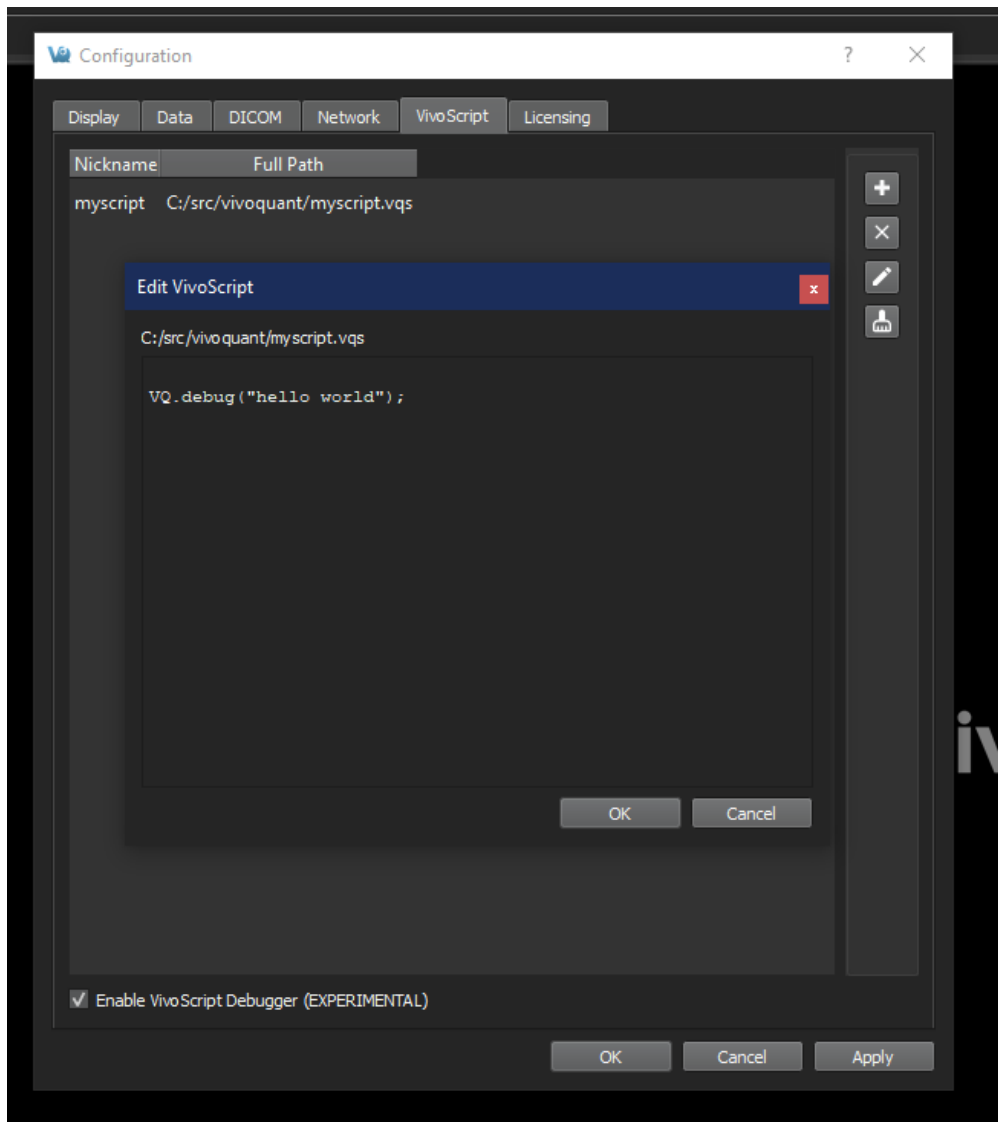 Configuration
?
Display Data DICOM Network VivoScript Licensing
Nickname Full Path
myscript C:/src/vivoquant/myscript.vqs
Edit VivoScript
x
C:/src/vivoquant/myscript.vqs
VQ.debug("hello world");
OK Cancel
Enable VivoScript Debugger (EXPERIMENTAL)
OK Cancel Apply